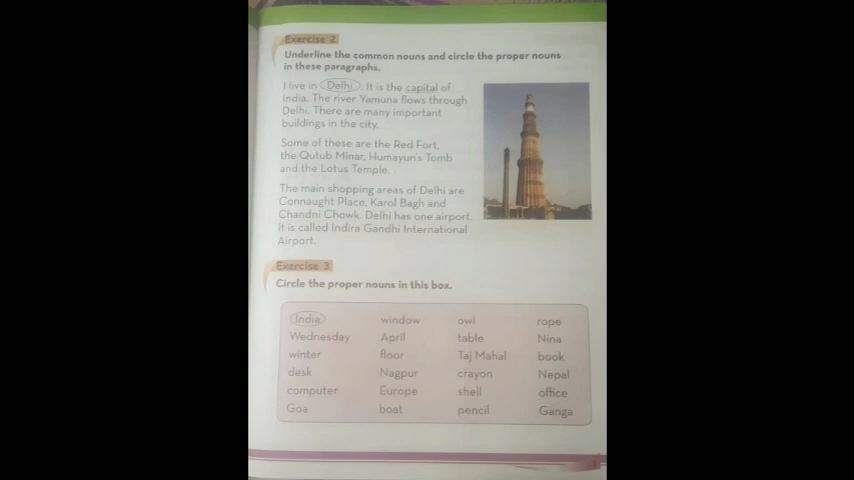 Exercise 2
Underline the common nouns and circle the proper nouns
in these paragraphs.
I live in Delhi. It is the capital of
India. The river Yamuna flows through
Delhi. There are many important
buildings in the city.
Some of these are the Red Fort,
the Qutub Minar, Humayun's Tomb
and the Lotus Temple.
The main shopping areas of Delhi are
Connaught Place, Karol Bagh and
Chandni Chowk. Delhi has one airport.
It is called Indira Gandhi International
Airport.
Exercise 3
Circle the proper nouns in this box.
India window owl rope
Wednesday April table Nina
winter floor Taj Mahal book
desk Nagpur crayon Nepal
computer Europe shell office
Goa boat pencil Ganga